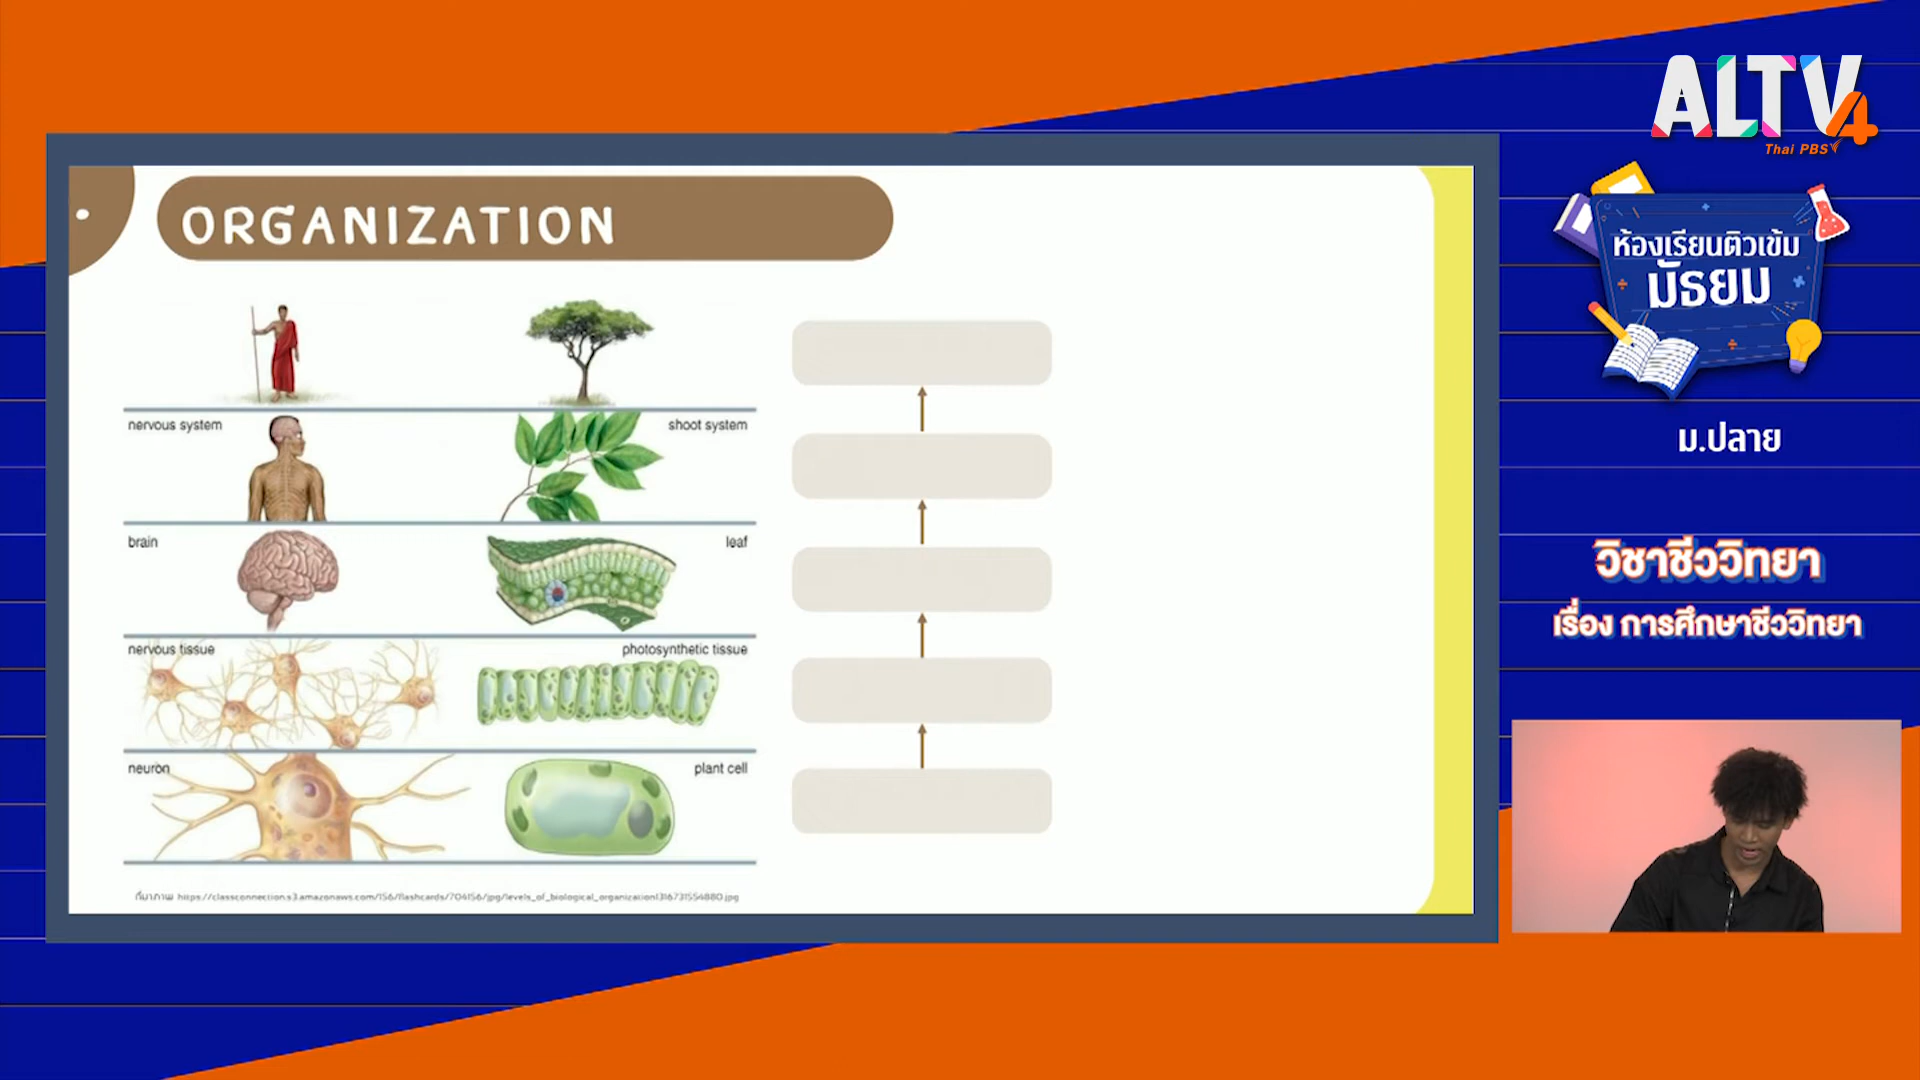 ALTV4
Thai PBS
ห้องเรียนติวเข้ม
มัธยม
ม.ปลาย
วิชาชีววิทยา
เรื่อง การศึกษาชีววิทยา
ORGANIZATION
nervous system
shoot system
brain
leaf
nervous tissue
photosynthetic tissue
neuron
plant cell
ที่มาภาพ https://classconnection.s3.amazonaws.com/156/flashcards/704156/jpg/levels_of_biological_organization1316731554880.jpg